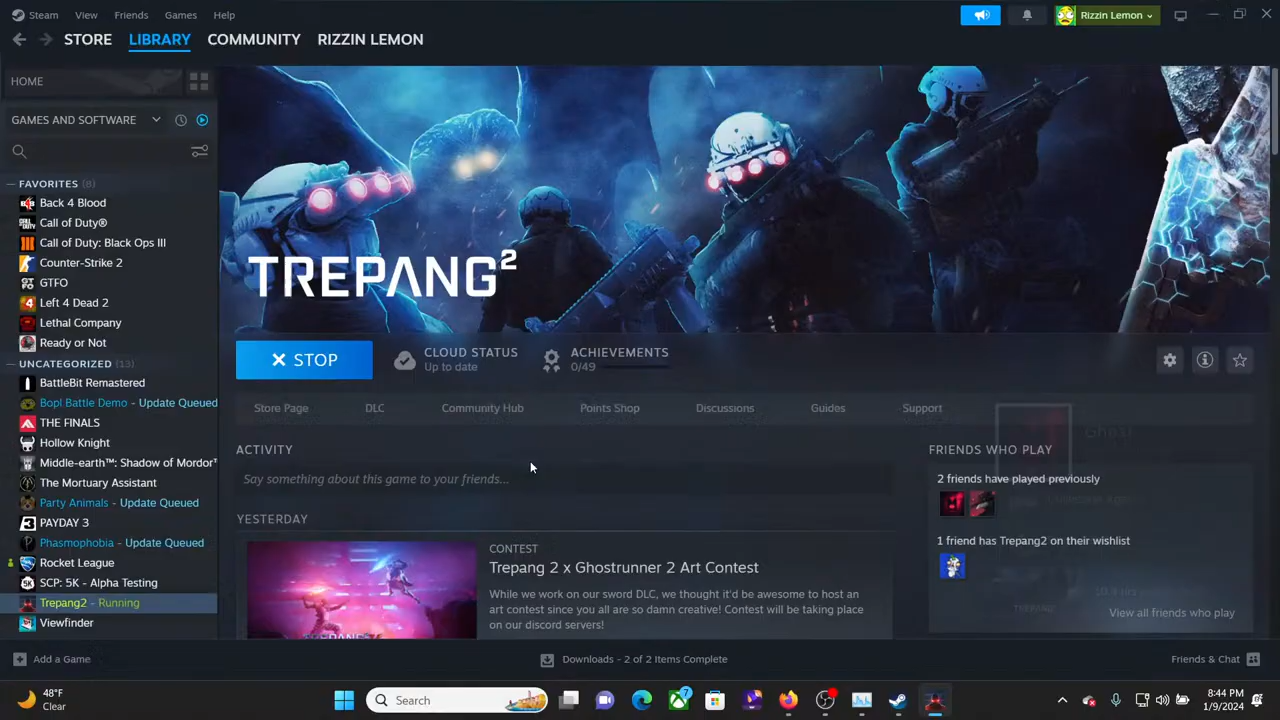 Steam View Friends Games Help
Rizzin Lemon
STORE LIBRARY COMMUNITY RIZZIN LEMON
HOME
GAMES AND SOFTWARE
FAVORITES (8)
Back 4 Blood
Call of Duty®
Call of Duty: Black Ops III
Counter-Strike 2
GTFO
Left 4 Dead 2
Lethal Company
Ready or Not
UNCATEGORIZED (13)
BattleBit Remastered
Bopl Battle Demo - Update Queued
THE FINALS
Hollow Knight
Middle-earth™: Shadow of Mordor™
The Mortuary Assistant
Party Animals - Update Queued
PAYDAY 3
Phasmophobia - Update Queued
Rocket League
SCP: 5K - Alpha Testing
Trepang2 - Running
Viewfinder
TREPANG²
STOP
CLOUD STATUS
Up to date
ACHIEVEMENTS
0/49
Store Page DLC Community Hub Points Shop Discussions Guides Support
ACTIVITY
Say something about this game to your friends...
YESTERDAY
CONTEST
Trepang 2 x Ghostrunner 2 Art Contest
While we work on our sword DLC, we thought it'd be awesome to host an
art contest since you all are so damn creative! Contest will be taking place
on our discord servers!
FRIENDS WHO PLAY
2 friends have played previously
1 friend has Trepang2 on their wishlist
10.4 hrs
TREPANG
View all friends who play
Ghost
Add a Game
Downloads - 2 of 2 Items Complete
Friends & Chat
48°F
Clear
Search
7
8:44 PM
1/9/2024